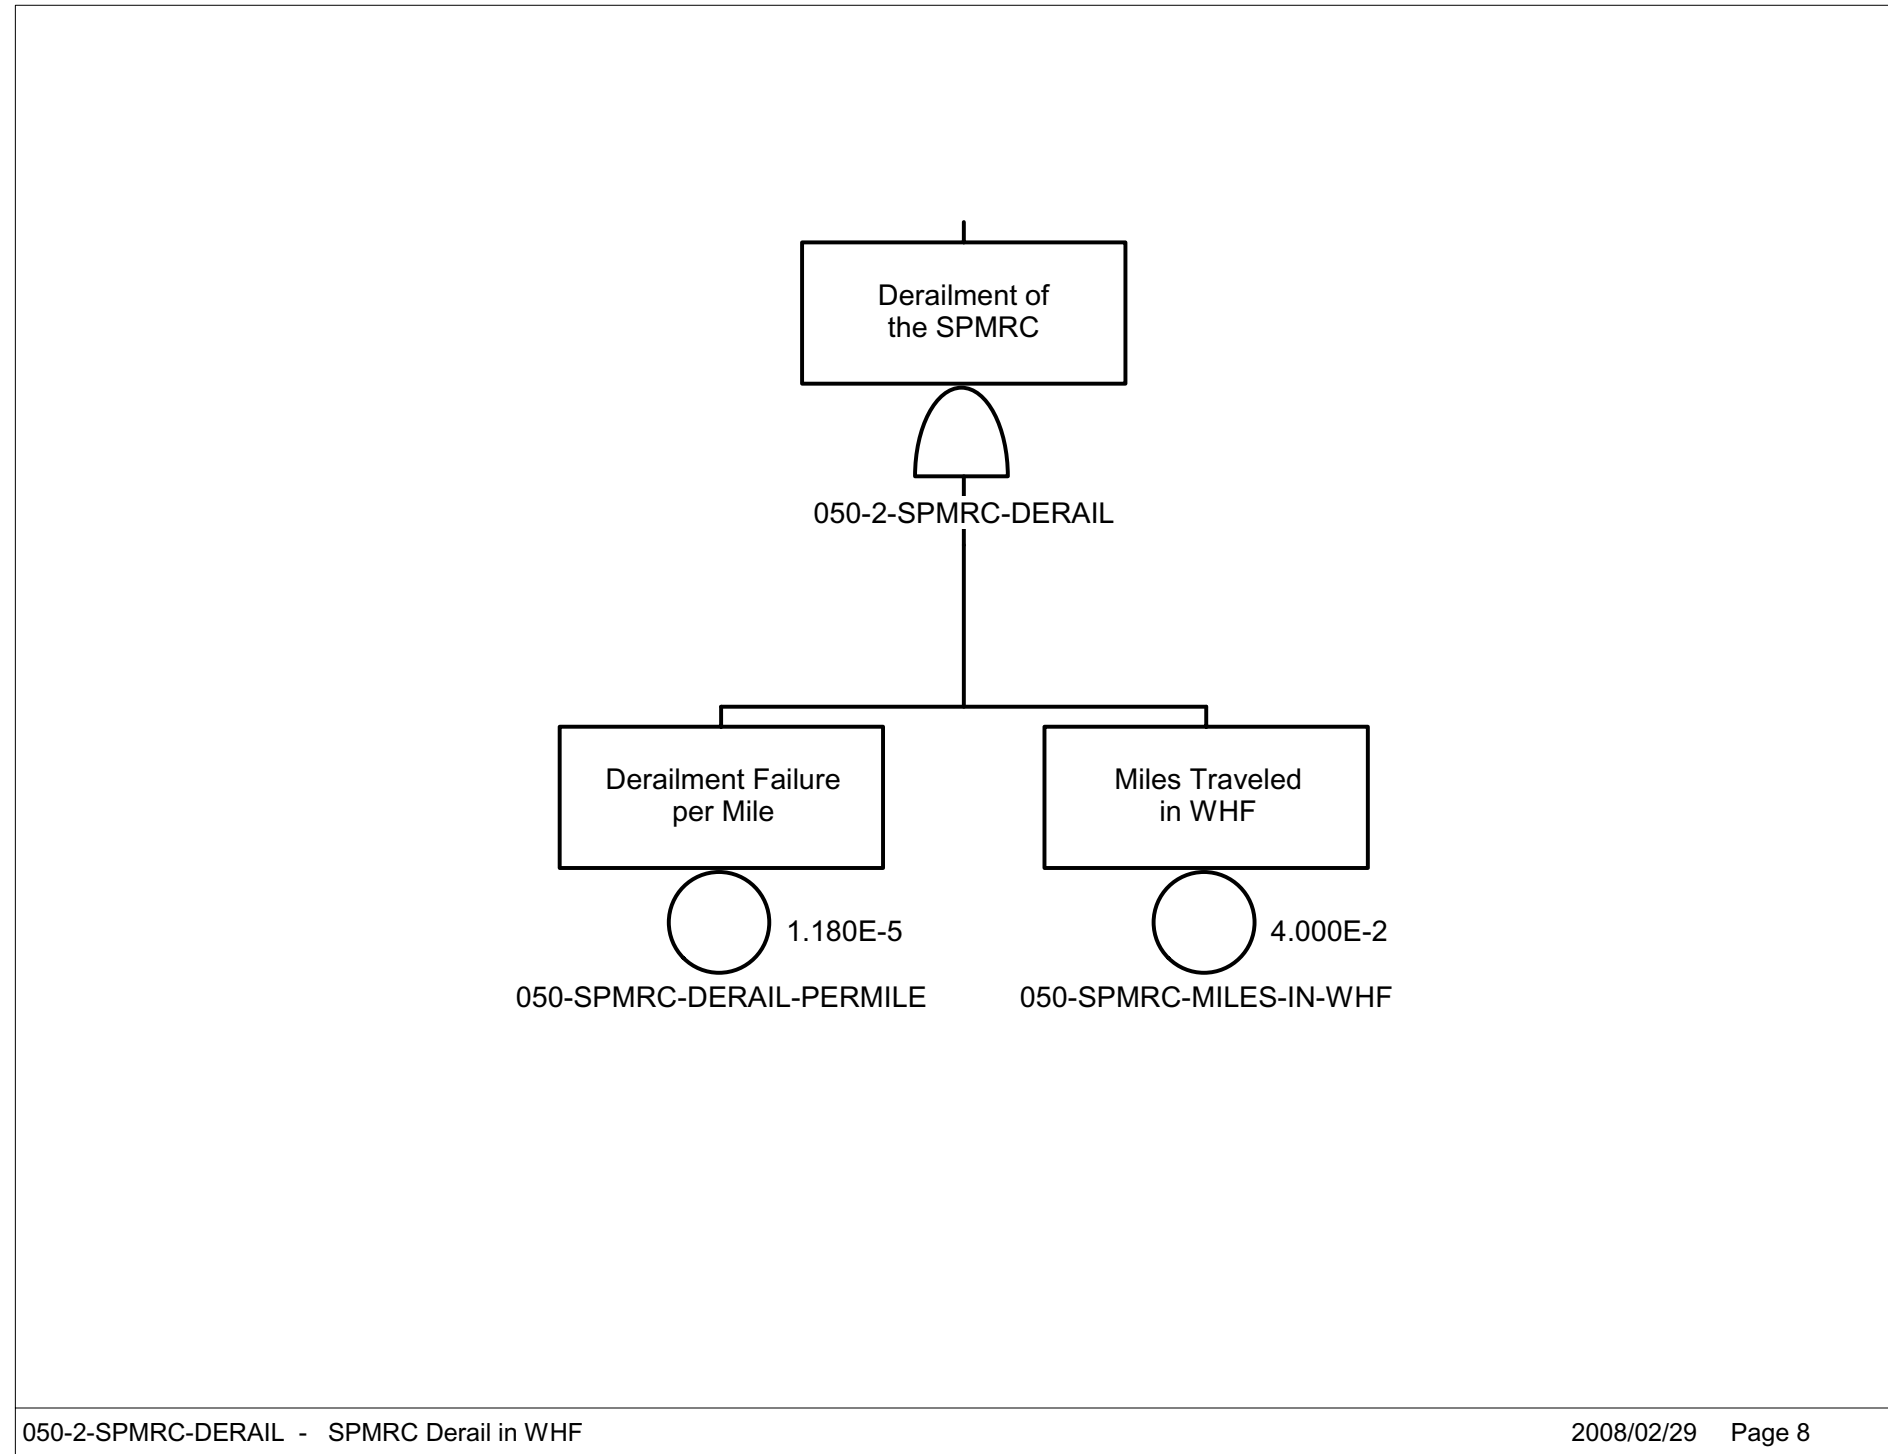 Derailment of
the SPMRC
050-2-SPMRC-DERAIL
Derailment Failure
per Mile
Miles Traveled
in WHF
1.180E-5
4.000E-2
050-SPMRC-DERAIL-PERMILE
050-SPMRC-MILES-IN-WHF
050-2-SPMRC-DERAIL - SPMRC Derail in WHF
2008/02/29 Page 8